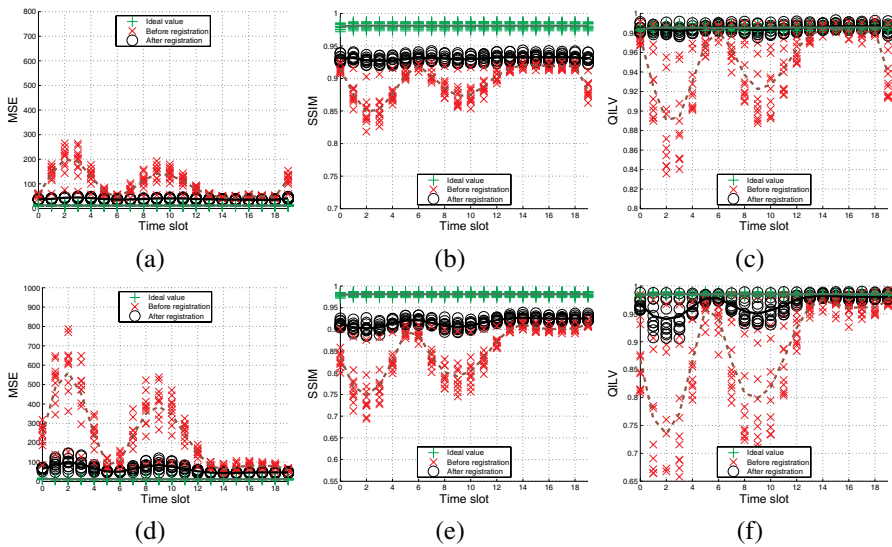 800
700
600
500
400
300
200
100
0
MSE
Ideal value
Before registration
After registration
0 2 4 6 8 10 12 14 16 18
Time slot
(a)
1
0.95
0.9
0.85
0.8
0.75
0.7
SSIM
Ideal value
Before registration
After registration
0 2 4 6 8 10 12 14 16 18
Time slot
(b)
1
0.98
0.96
0.94
0.92
0.9
0.88
0.86
0.84
0.82
0.8
QILV
Ideal value
Before registration
After registration
0 2 4 6 8 10 12 14 16 18
Time slot
(c)
1000
900
800
700
600
500
400
300
200
100
0
MSE
Ideal value
Before registration
After registration
0 2 4 6 8 10 12 14 16 18
Time slot
(d)
1
0.95
0.9
0.85
0.8
0.75
0.7
0.65
0.6
0.55
SSIM
Ideal value
Before registration
After registration
0 2 4 6 8 10 12 14 16 18
Time slot
(e)
1
0.95
0.9
0.85
0.8
0.75
0.7
0.65
QILV
Ideal value
Before registration
After registration
0 2 4 6 8 10 12 14 16 18
Time slot
(f)